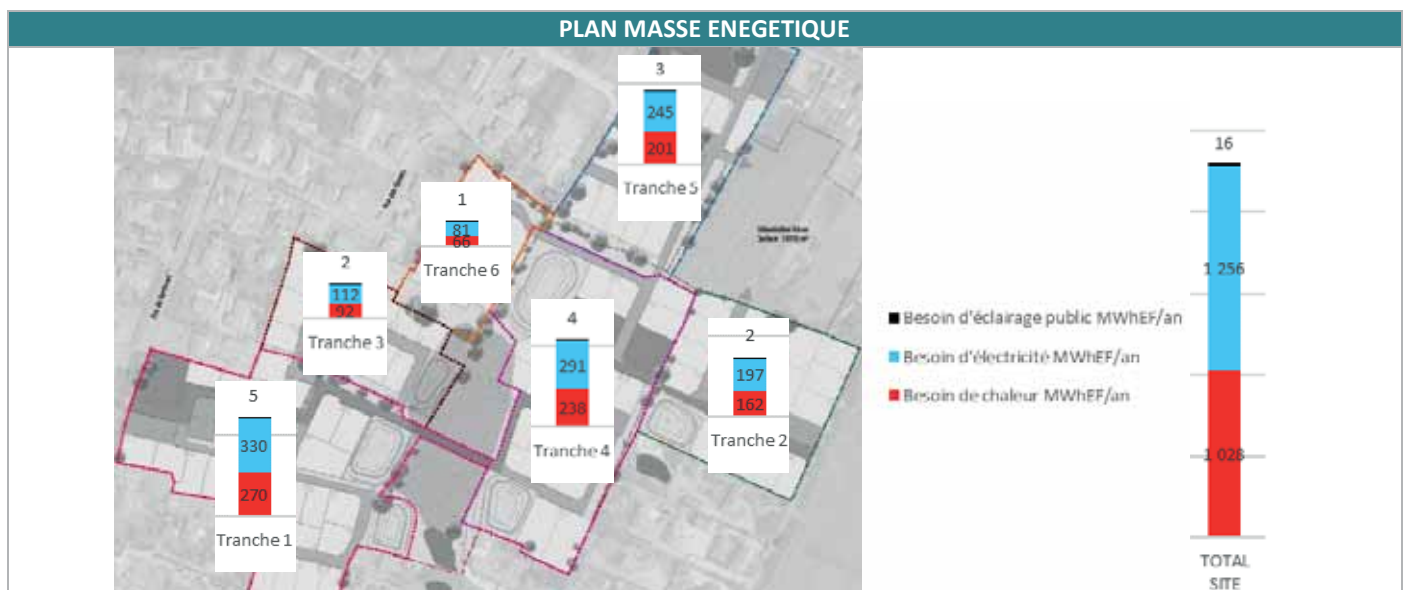 PLAN MASSE ENEGETIQUE
3
245
201
Tranche 5
1
81
66
Tranche 6
2
112
92
Tranche 3
4
291
238
Tranche 4
2
197
162
Tranche 2
5
330
270
Tranche 1
Besoin d'éclairage public MWhEF/an
Besoin d'électricité MWhEF/an
Besoin de chaleur MWhEF/an
16
1 256
1 028
TOTAL
SITE